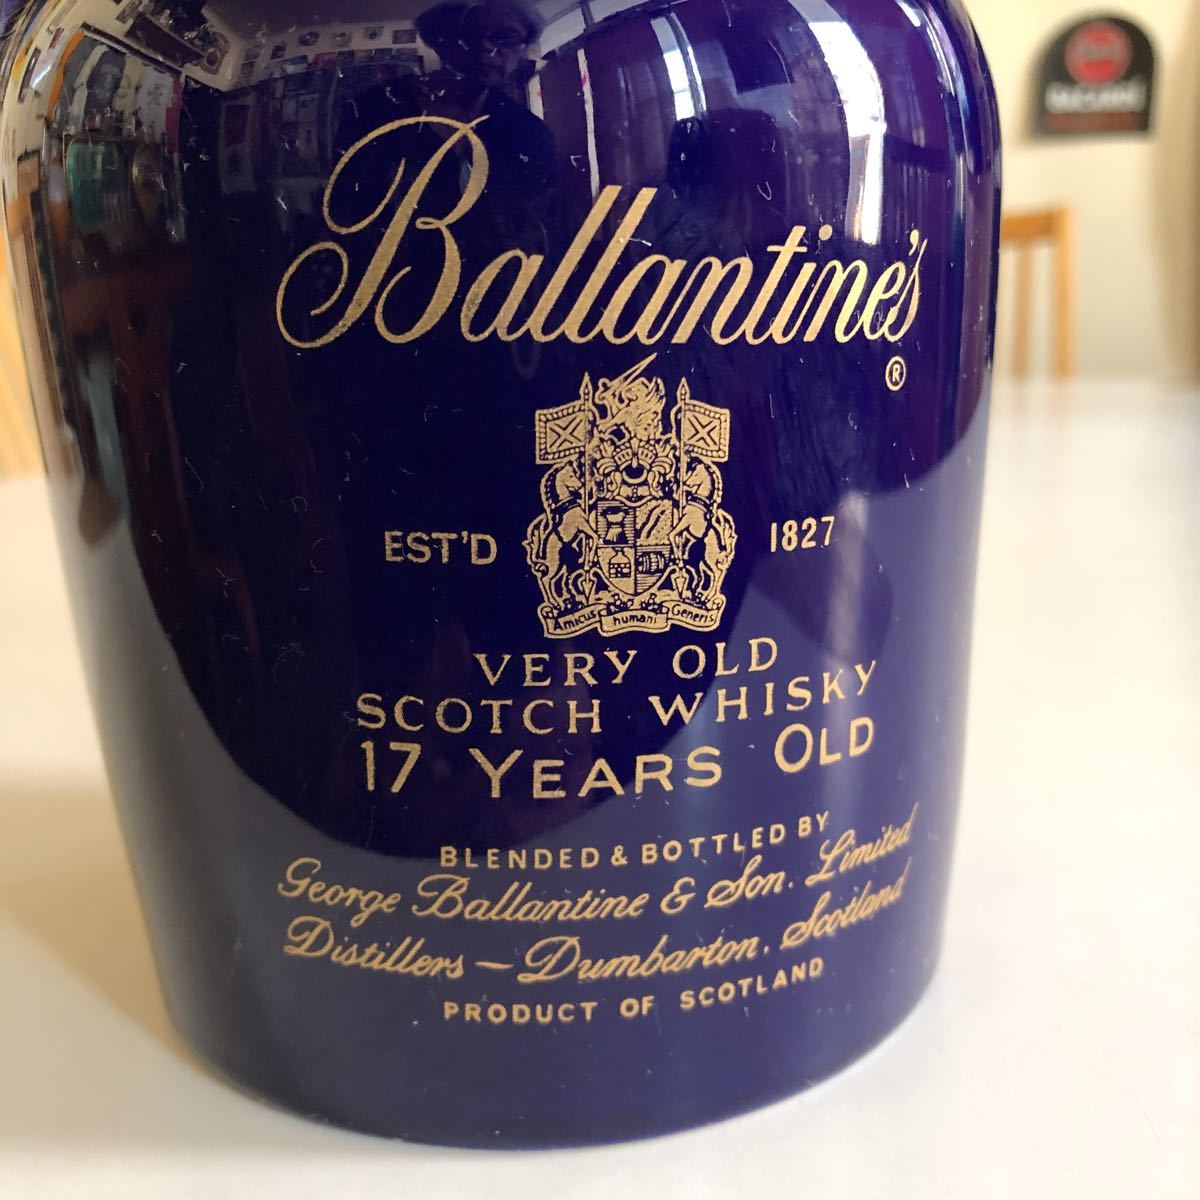 Ballantine's
®
EST'D 1827
Amicus humani Generis
VERY OLD
SCOTCH WHISKY
17 YEARS OLD
BLENDED & BOTTLED BY
George Ballantine & Son. Limited
Distillers – Dumbarton. Scotland
PRODUCT OF SCOTLAND